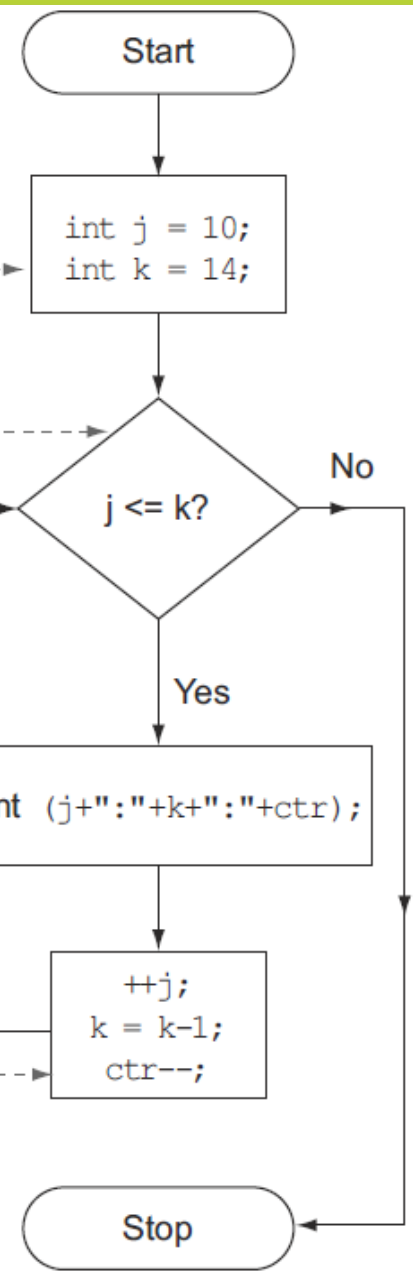 Start
int j = 10;
int k = 14;
j <= k?
No
Yes
nt (j+":"+k+":"+ctr);
++j;
k = k-1;
ctr--;
Stop